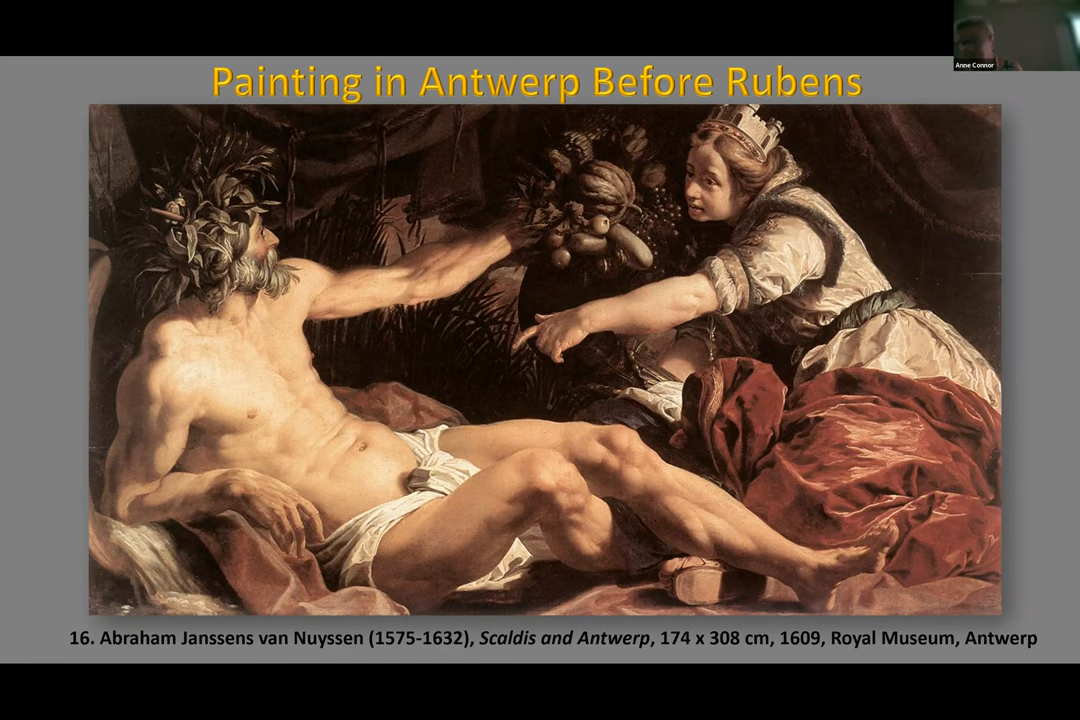 Anne Connor
Painting in Antwerp Before Rubens
16. Abraham Janssens van Nuyssen (1575-1632), Scaldis and Antwerp, 174 x 308 cm, 1609, Royal Museum, Antwerp